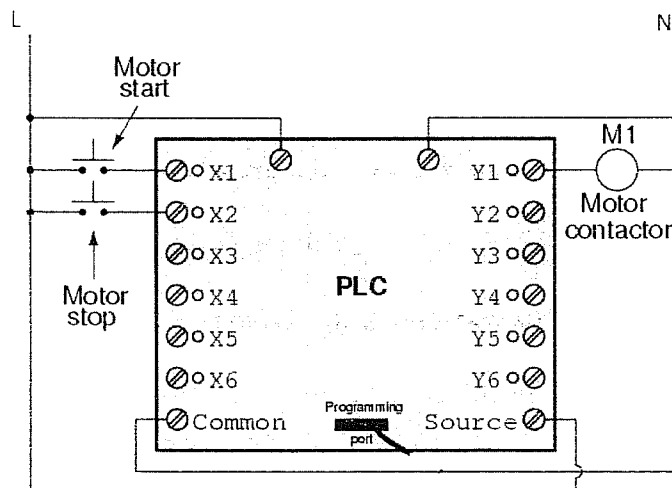 L
N
Motor
start
M1
X1
Y1
X2
Y2
Motor
contactor
X3
Y3
Motor
stop
X4
PLC
Y4
X5
Y5
X6
Y6
Programming
port
Common
Source